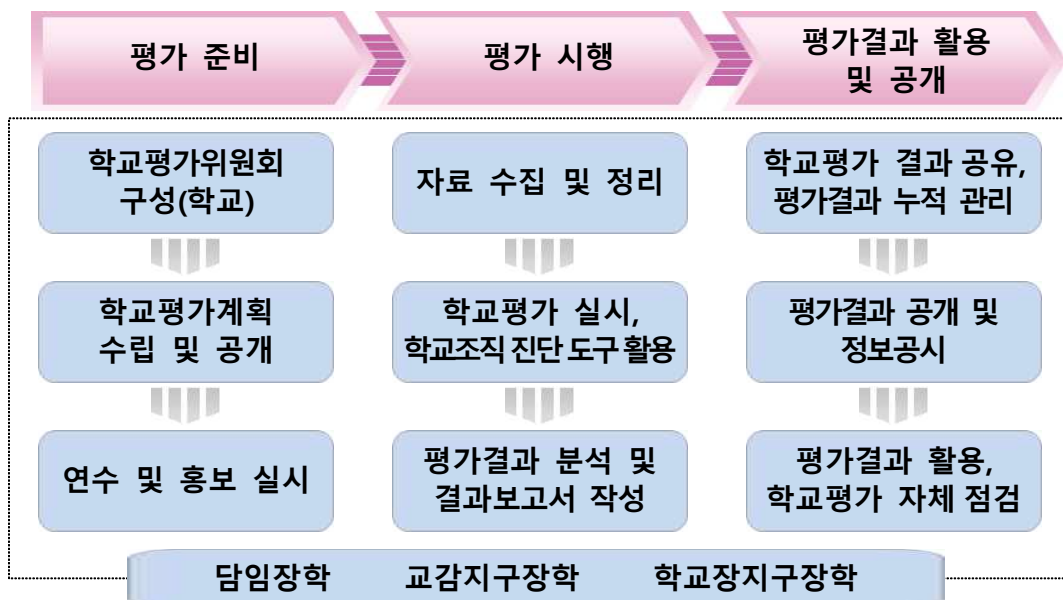 평가 준비
평가 시행
평가결과 활용
및 공개
학교평가위원회
구성(학교)
학교평가계획
수립 및 공개
연수 및 홍보 실시
자료 수집 및 정리
학교평가 실시,
학교조직 진단 도구 활용
평가결과 분석 및
결과보고서 작성
학교평가 결과 공유,
평가결과 누적 관리
평가결과 공개 및
정보공시
평가결과 활용,
학교평가 자체 점검
담임장학 교감지구장학 학교장지구장학